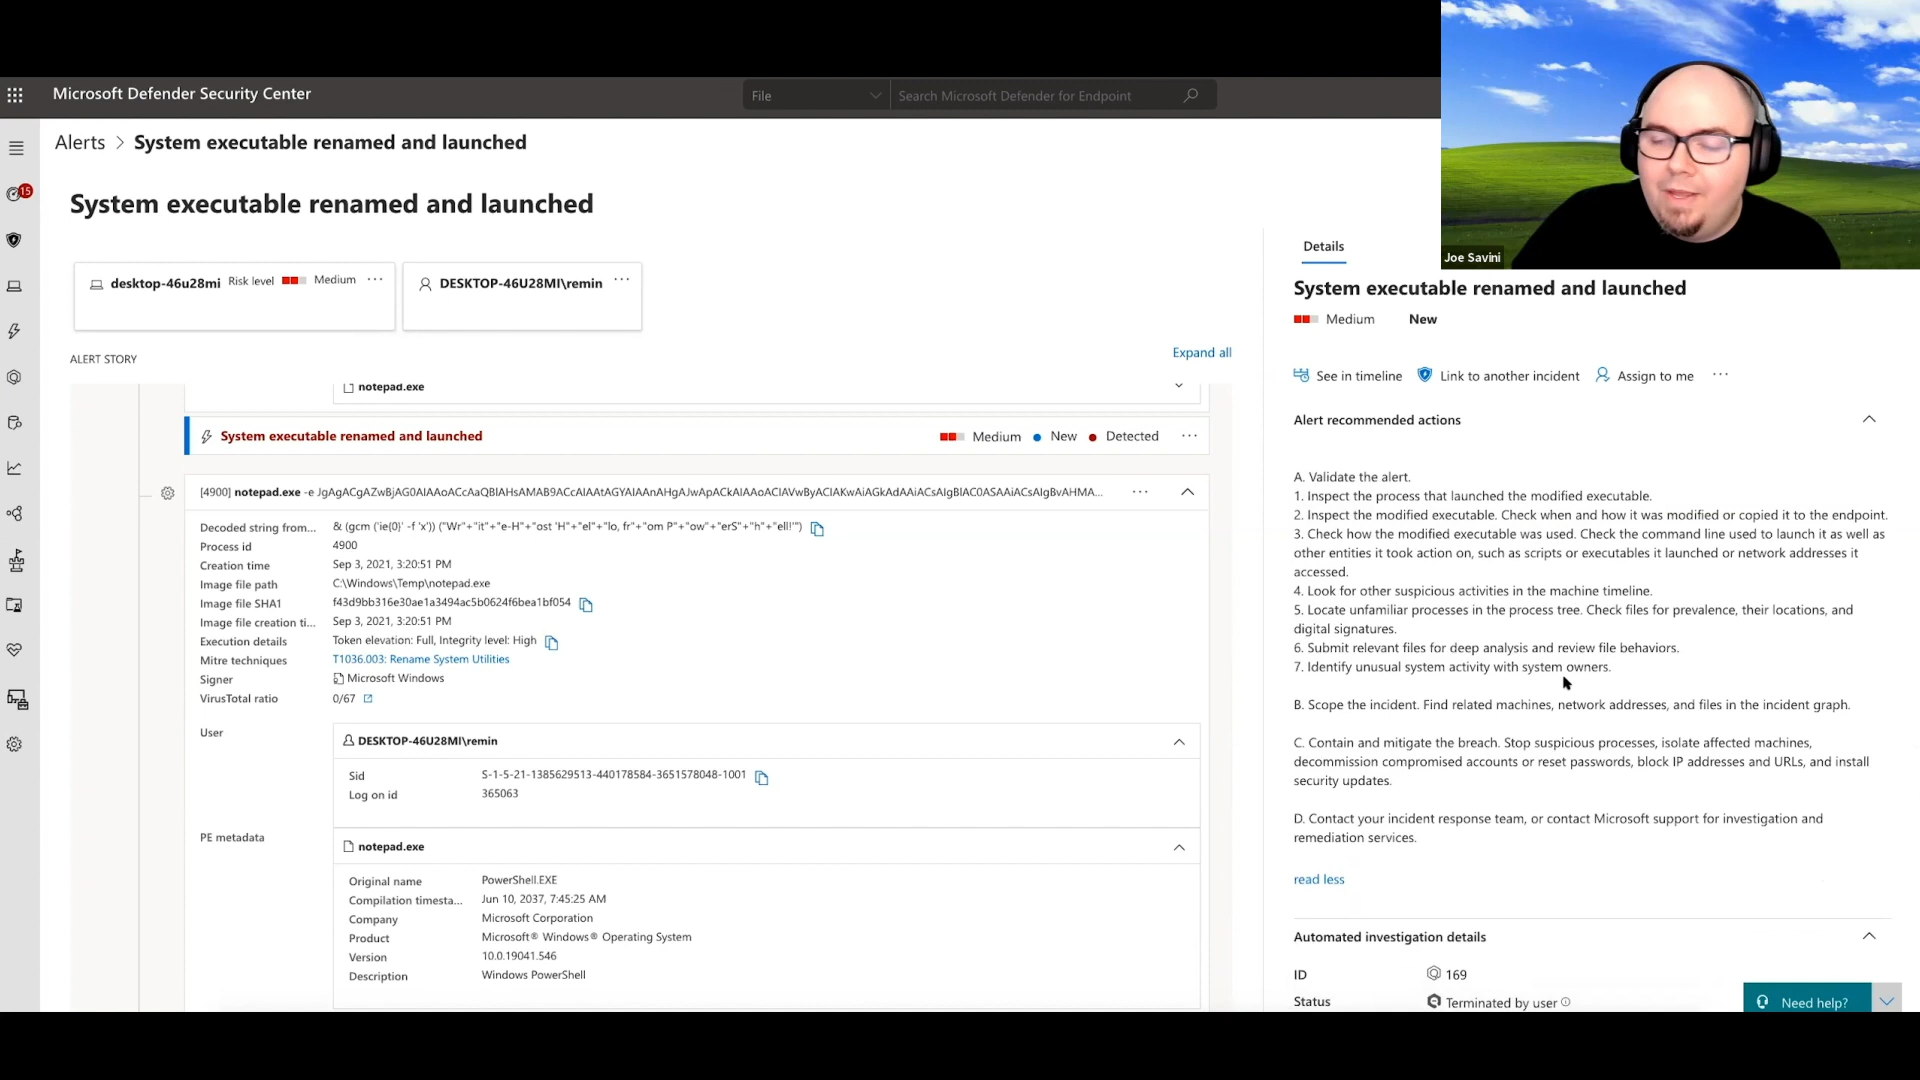 Microsoft Defender Security Center
File
Search Microsoft Defender for Endpoint
Alerts > System executable renamed and launched
15
System executable renamed and launched
desktop-46u28mi Risk level Medium ...
DESKTOP-46U28MI\remin ...
ALERT STORY
Expand all
notepad.exe
System executable renamed and launched
Medium New Detected ...
[4900] notepad.exe -e ...
Decoded string from... & (gcm ('ie{0}' -f 'x')) ("Wr"+"it"+"e-H"+"ost 'H"+"el"+"lo, fr"+"om P"+"ow"+"erS"+"h"+"ell!'")
Process id 4900
Creation time Sep 3, 2021, 3:20:51 PM
Image file path C:\Windows\Temp\notepad.exe
Image file SHA1 f43d9bb316e30ae1a3494ac5b0624f6bea1bf054
Image file creation ti... Sep 3, 2021, 3:20:51 PM
Execution details Token elevation: Full, Integrity level: High
Mitre techniques T1036.003: Rename System Utilities
Signer Microsoft Windows
VirusTotal ratio 0/67
User
DESKTOP-46U28MI\remin
Sid S-1-5-21-1385629513-440178584-3651578048-1001
Log on id 365063
PE metadata
notepad.exe
Original name PowerShell.EXE
Compilation timesta... Jun 10, 2037, 7:45:25 AM
Company Microsoft Corporation
Product Microsoft® Windows® Operating System
Version 10.0.19041.546
Description Windows PowerShell
Joe Savini
Details
System executable renamed and launched
Medium New
See in timeline Link to another incident Assign to me ...
Alert recommended actions
A. Validate the alert.
1. Inspect the process that launched the modified executable.
2. Inspect the modified executable. Check when and how it was modified or copied it to the endpoint.
3. Check how the modified executable was used. Check the command line used to launch it as well as
other entities it took action on, such as scripts or executables it launched or network addresses it
accessed.
4. Look for other suspicious activities in the machine timeline.
5. Locate unfamiliar processes in the process tree. Check files for prevalence, their locations, and
digital signatures.
6. Submit relevant files for deep analysis and review file behaviors.
7. Identify unusual system activity with system owners.
B. Scope the incident. Find related machines, network addresses, and files in the incident graph.
C. Contain and mitigate the breach. Stop suspicious processes, isolate affected machines,
decommission compromised accounts or reset passwords, block IP addresses and URLs, and install
security updates.
D. Contact your incident response team, or contact Microsoft support for investigation and
remediation services.
read less
Automated investigation details
ID 169
Status Terminated by user
Need help?